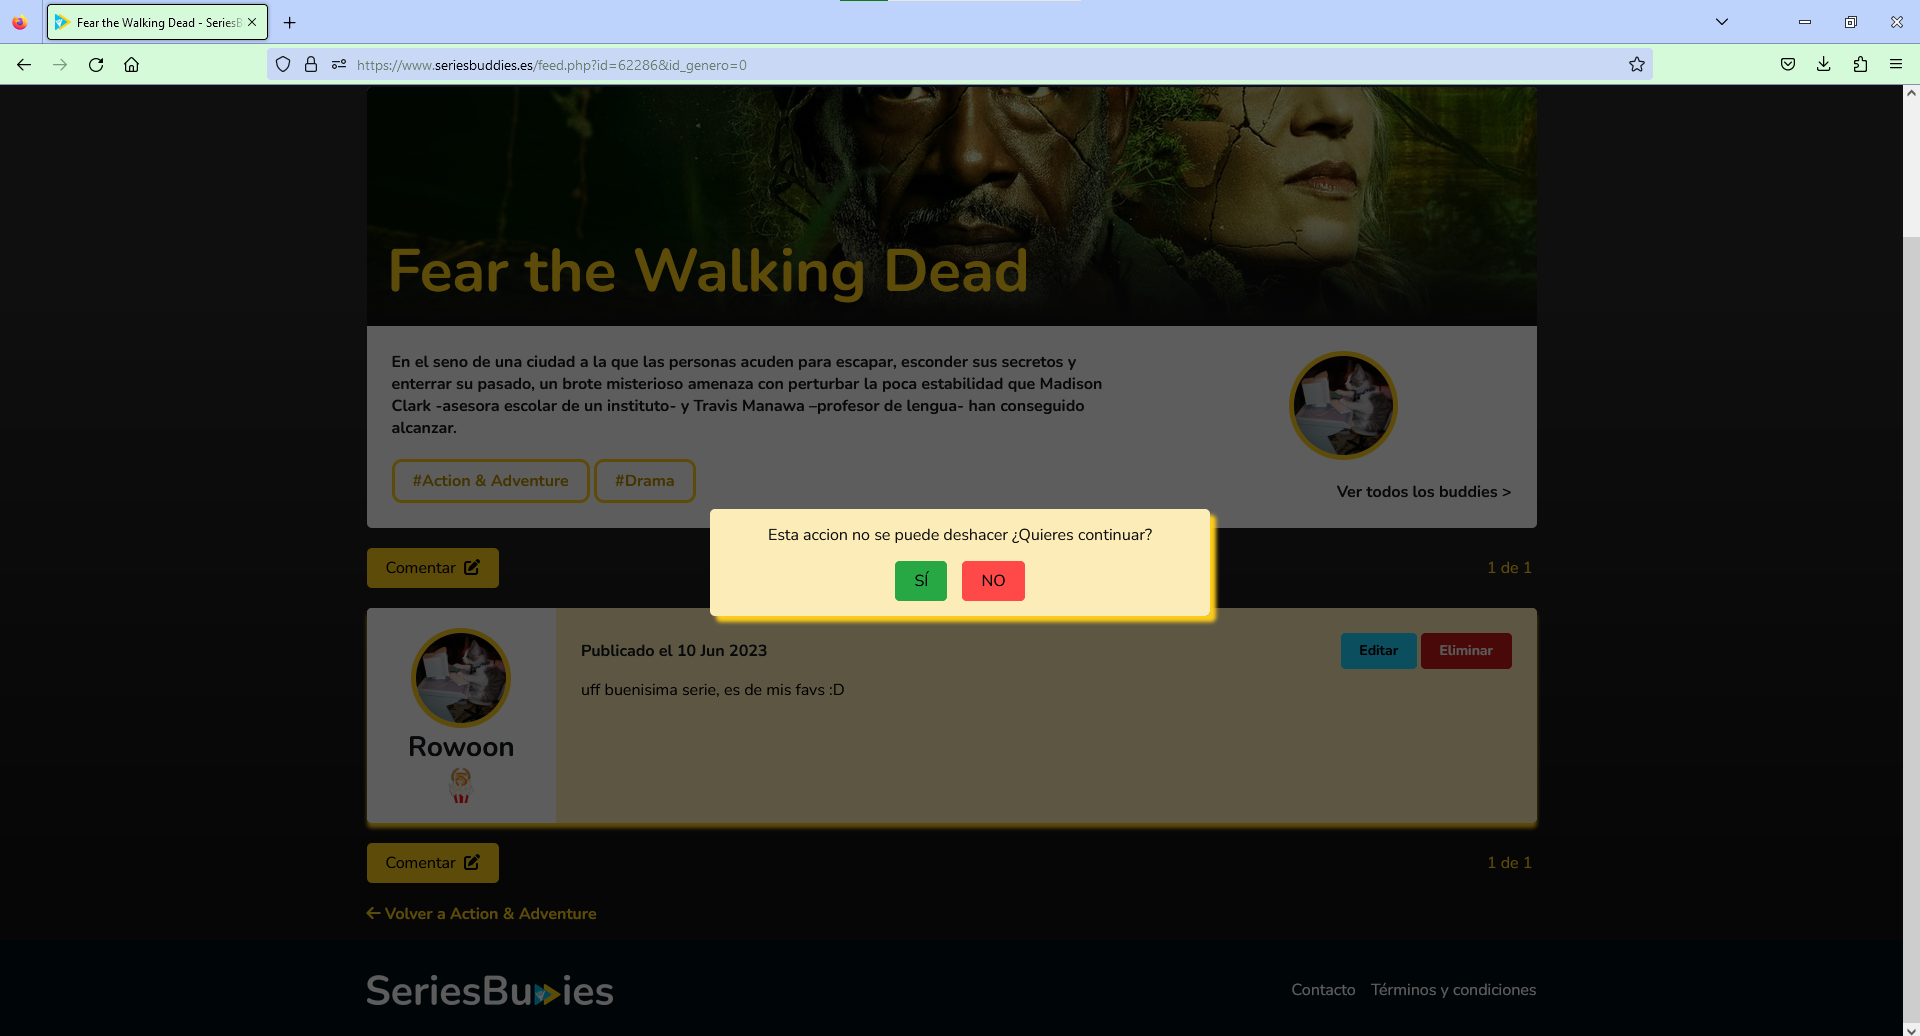 Fear the Walking Dead - SeriesB
https://www.seriesbuddies.es/feed.php?id=62286&id_genero=0
Fear the Walking Dead
En el seno de una ciudad a la que las personas acuden para escapar, esconder sus secretos y
enterrar su pasado, un brote misterioso amenaza con perturbar la poca estabilidad que Madison
Clark -asesora escolar de un instituto- y Travis Manawa –profesor de lengua- han conseguido
alcanzar.
#Action & Adventure #Drama
Ver todos los buddies >
Esta accion no se puede deshacer ¿Quieres continuar?
SÍ NO
Comentar 1 de 1
Publicado el 10 Jun 2023 Editar Eliminar
uff buenisima serie, es de mis favs :D
Rowoon
Comentar 1 de 1
Volver a Action & Adventure
SeriesBuddies Contacto Términos y condiciones